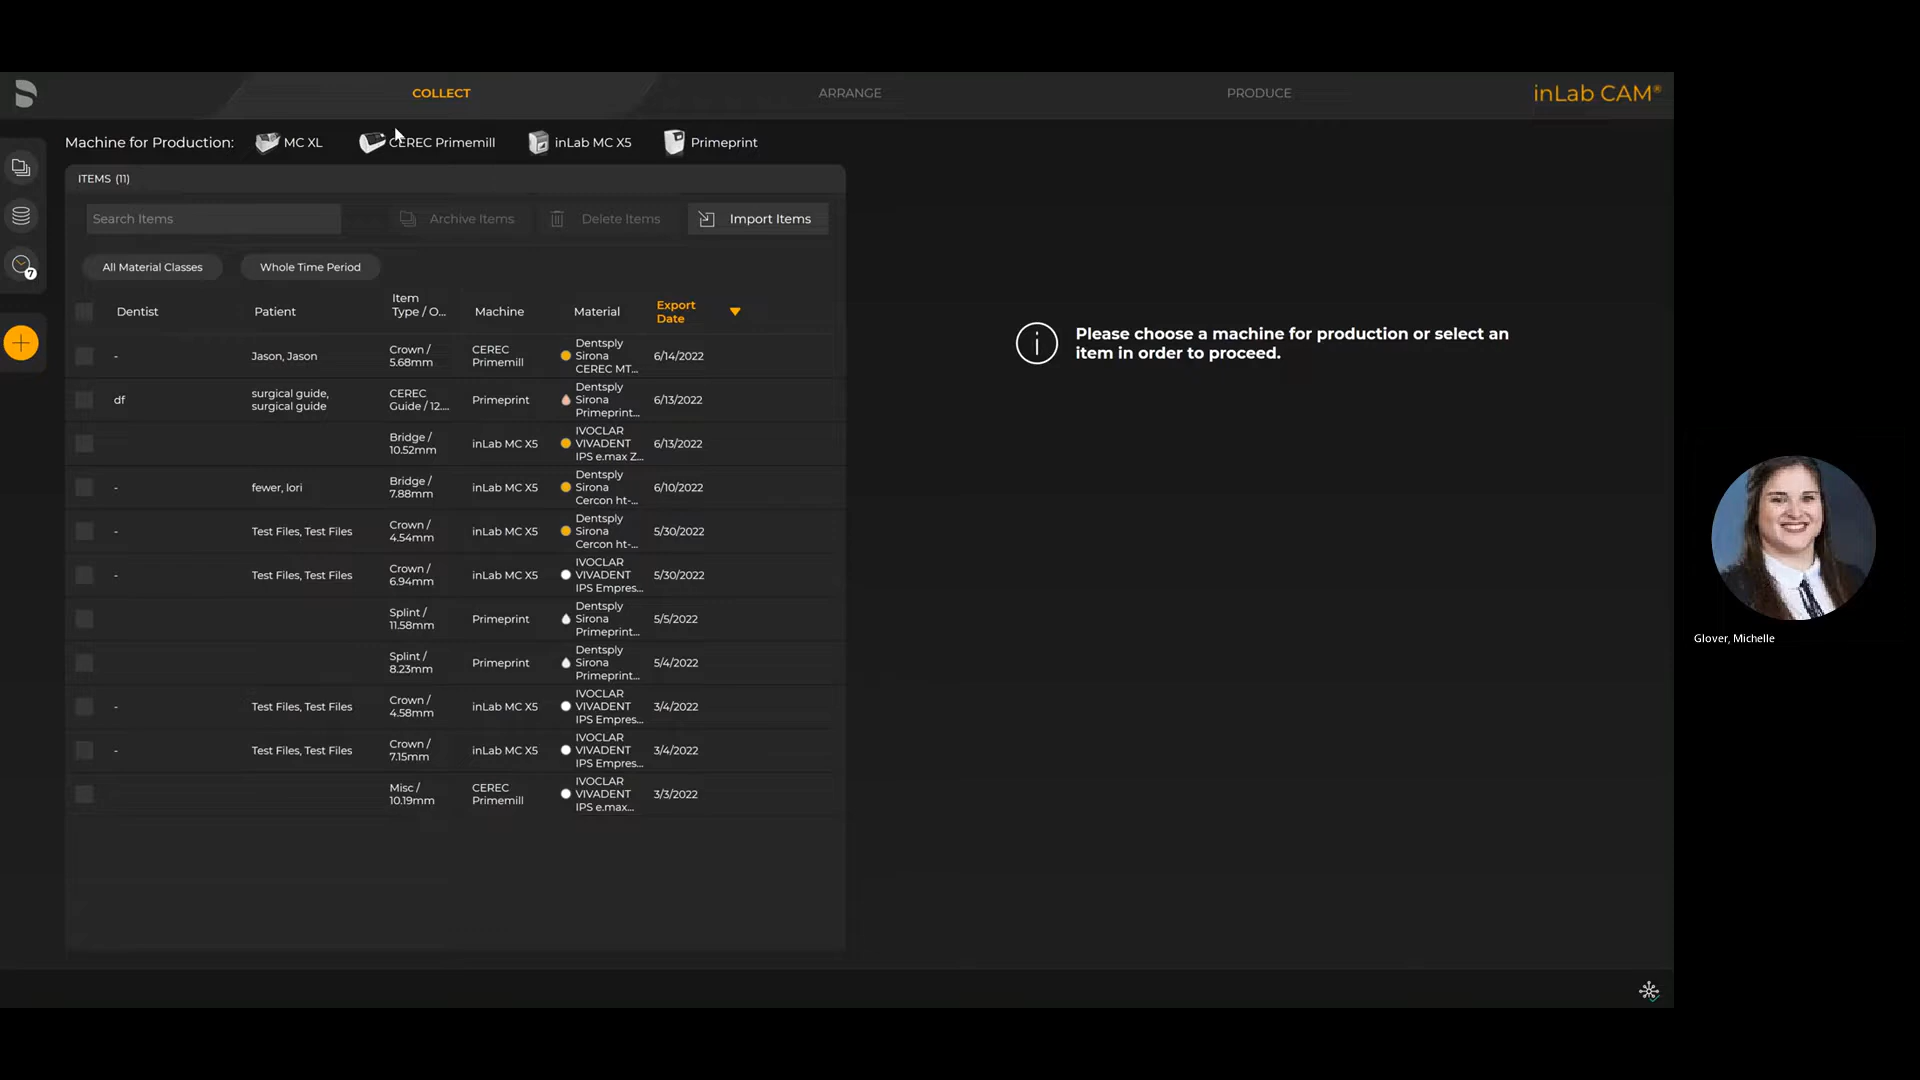 COLLECT
ARRANGE
PRODUCE
inLab CAM®
Machine for Production:
MC XL
CEREC Primemill
inLab MC X5
Primeprint
ITEMS (11)
Search Items
Archive Items
Delete Items
Import Items
7
All Material Classes
Whole Time Period
Dentist
Patient
Item
Type / O...
Machine
Material
Export
Date
-
Jason, Jason
Crown /
5.68mm
CEREC
Primemill
Dentsply
Sirona
CEREC MT...
6/14/2022
df
surgical guide,
surgical guide
CEREC
Guide / 12....
Primeprint
Dentsply
Sirona
Primeprint...
6/13/2022
Bridge /
10.52mm
inLab MC X5
IVOCLAR
VIVADENT
IPS e.max Z...
6/13/2022
-
fewer, lori
Bridge /
7.88mm
inLab MC X5
Dentsply
Sirona
Cercon ht-...
6/10/2022
-
Test Files, Test Files
Crown /
4.54mm
inLab MC X5
Dentsply
Sirona
Cercon ht-...
5/30/2022
-
Test Files, Test Files
Crown /
6.94mm
inLab MC X5
IVOCLAR
VIVADENT
IPS Empres...
5/30/2022
Splint /
11.58mm
Primeprint
Dentsply
Sirona
Primeprint...
5/5/2022
Splint /
8.23mm
Primeprint
Dentsply
Sirona
Primeprint...
5/4/2022
-
Test Files, Test Files
Crown /
4.58mm
inLab MC X5
IVOCLAR
VIVADENT
IPS Empres...
3/4/2022
-
Test Files, Test Files
Crown /
7.15mm
inLab MC X5
IVOCLAR
VIVADENT
IPS Empres...
3/4/2022
Misc /
10.19mm
CEREC
Primemill
IVOCLAR
VIVADENT
IPS e.max...
3/3/2022
Please choose a machine for production or select an
item in order to proceed.
Glover, Michelle